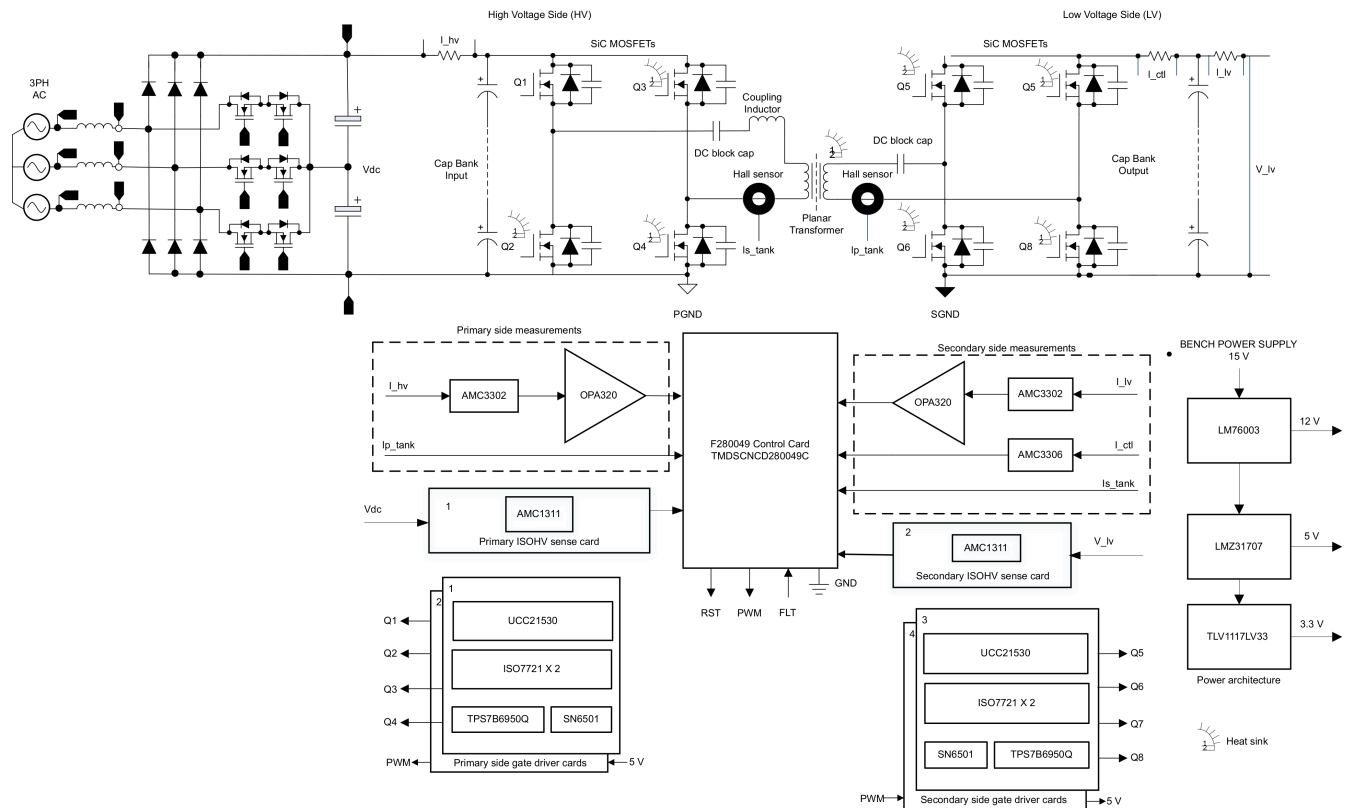 High Voltage Side (HV)
Low Voltage Side (LV)
I_hv
SiC MOSFETs
SiC MOSFETs
I_ctl
I_lv
3PH
AC
Q1
Q3
Coupling
Inductor
Q5
Q5
DC block cap
DC block cap
Vdc
Cap Bank
Input
Hall sensor
Hall sensor
Cap Bank
Output
V_lv
Planar
Transformer
Q2
Q4
Is_tank
Ip_tank
Q6
Q8
PGND
SGND
Primary side measurements
I_hv
AMC3302
OPA320
Ip_tank
Vdc
1
AMC1311
Primary ISOHV sense card
F280049 Control Card
TMDSCNCD280049C
RST
PWM
FLT
GND
Secondary side measurements
OPA320
AMC3302
I_lv
AMC3306
I_ctl
Is_tank
2
AMC1311
V_lv
Secondary ISOHV sense card
BENCH POWER SUPPLY
15 V
LM76003
12 V
LMZ31707
5 V
TLV1117LV33
3.3 V
Power architecture
1
2
UCC21530
ISO7721 X 2
TPS7B6950Q
SN6501
Q1
Q2
Q3
Q4
PWM
Primary side gate driver cards
5 V
3
4
UCC21530
ISO7721 X 2
SN6501
TPS7B6950Q
Q5
Q6
Q7
Q8
PWM
Secondary side gate driver cards
5 V
Heat sink